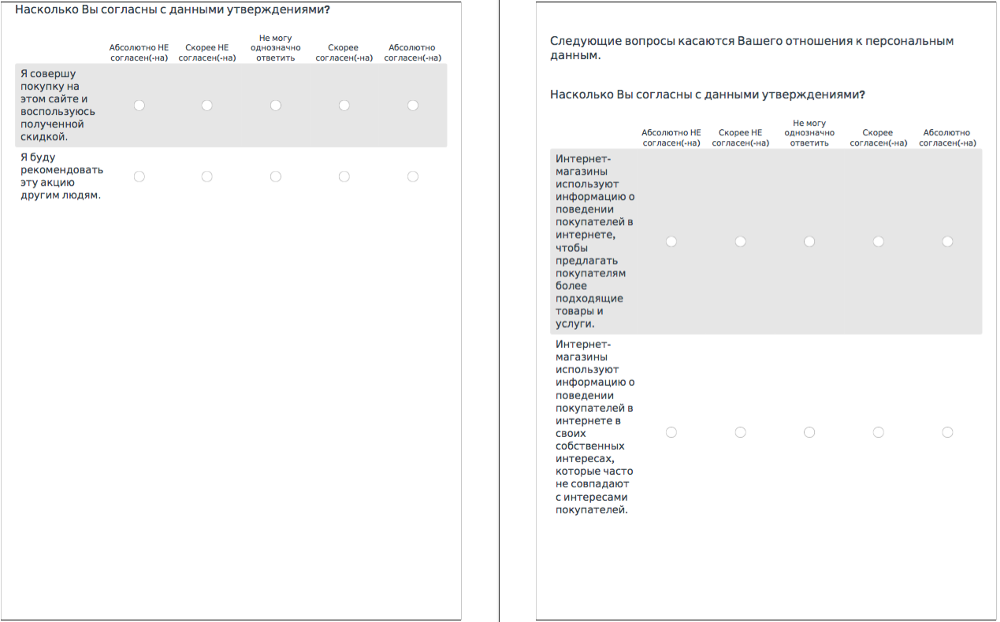 Насколько Вы согласны с данными утверждениями?
Абсолютно НЕ согласен(-на)
Скорее НЕ согласен(-на)
Не могу однозначно ответить
Скорее согласен(-на)
Абсолютно согласен(-на)
Я совершу
покупку на
этом сайте и
воспользуюсь
полученной
скидкой.
Я буду
рекомендовать
эту акцию
другим людям.
Следующие вопросы касаются Вашего отношения к персональным
данным.
Насколько Вы согласны с данными утверждениями?
Абсолютно НЕ согласен(-на)
Скорее НЕ согласен(-на)
Не могу однозначно ответить
Скорее согласен(-на)
Абсолютно согласен(-на)
Интернет-
магазины
используют
информацию о
поведении
покупателей в
интернете,
чтобы
предлагать
покупателям
более
подходящие
товары и
услуги.
Интернет-
магазины
используют
информацию о
поведении
покупателей в
интернете в
своих
собственных
интересах,
которые часто
не совпадают
с интересами
покупателей.